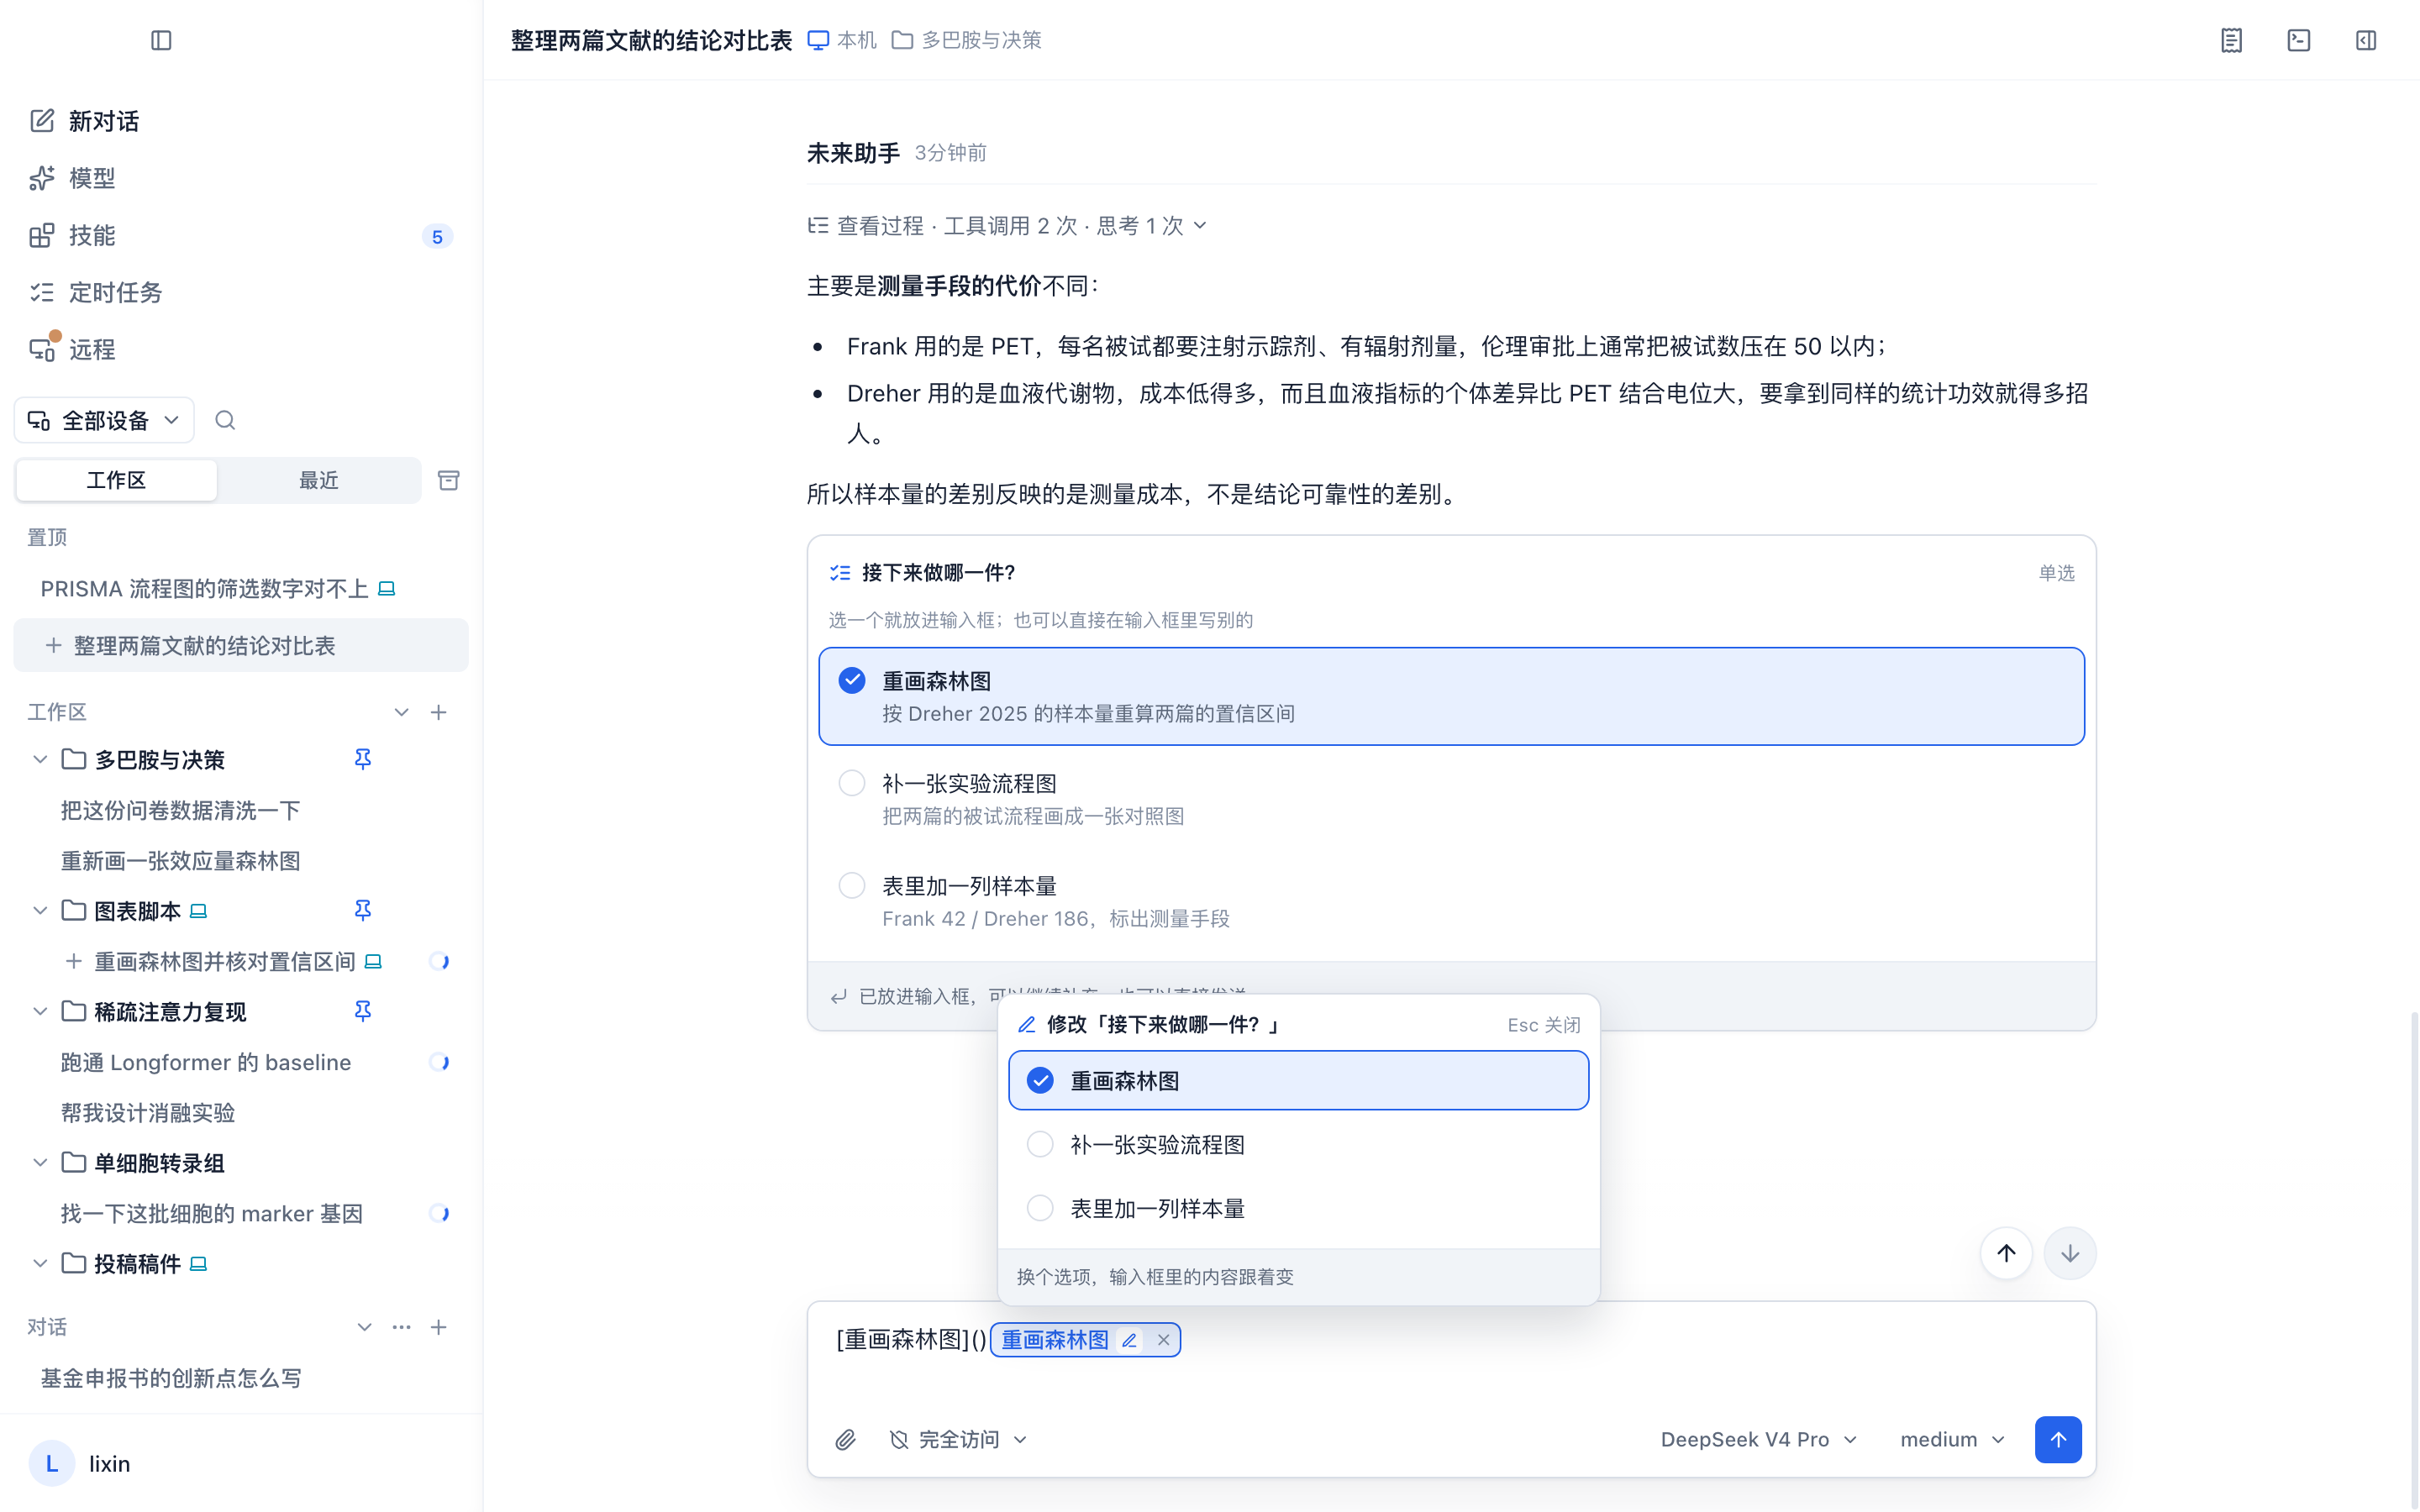 新对话
模型
技能
5
定时任务
远程
全部设备
工作区
最近
置顶
PRISMA 流程图的筛选数字对不上
整理两篇文献的结论对比表
工作区
多巴胺与决策
把这份问卷数据清洗一下
重新画一张效应量森林图
图表脚本
重画森林图并核对置信区间
稀疏注意力复现
跑通 Longformer 的 baseline
帮我设计消融实验
单细胞转录组
找一下这批细胞的 marker 基因
投稿稿件
对话
基金申报书的创新点怎么写
L
lixin
整理两篇文献的结论对比表 本机 多巴胺与决策
未来助手 3分钟前
查看过程 · 工具调用 2 次 · 思考 1 次
主要是测量手段的代价不同：
• Frank 用的是 PET，每名被试都要注射示踪剂、有辐射剂量，伦理审批上通常把被试数压在 50 以内；
• Dreher 用的是血液代谢物，成本低得多，而且血液指标的个体差异比 PET 结合电位大，要拿到同样的统计功效就得多招
人。
所以样本量的差别反映的是测量成本，不是结论可靠性的差别。
接下来做哪一件？
单选
选一个就放进输入框；也可以直接在输入框里写别的
重画森林图
按 Dreher 2025 的样本量重算两篇的置信区间
补一张实验流程图
把两篇的被试流程画成一张对照图
表里加一列样本量
Frank 42 / Dreher 186，标出测量手段
已放进输入框，
修改「接下来做哪一件？」
Esc 关闭
重画森林图
补一张实验流程图
表里加一列样本量
换个选项，输入框里的内容跟着变
[重画森林图]() 重画森林图
完全访问
DeepSeek V4 Pro
medium